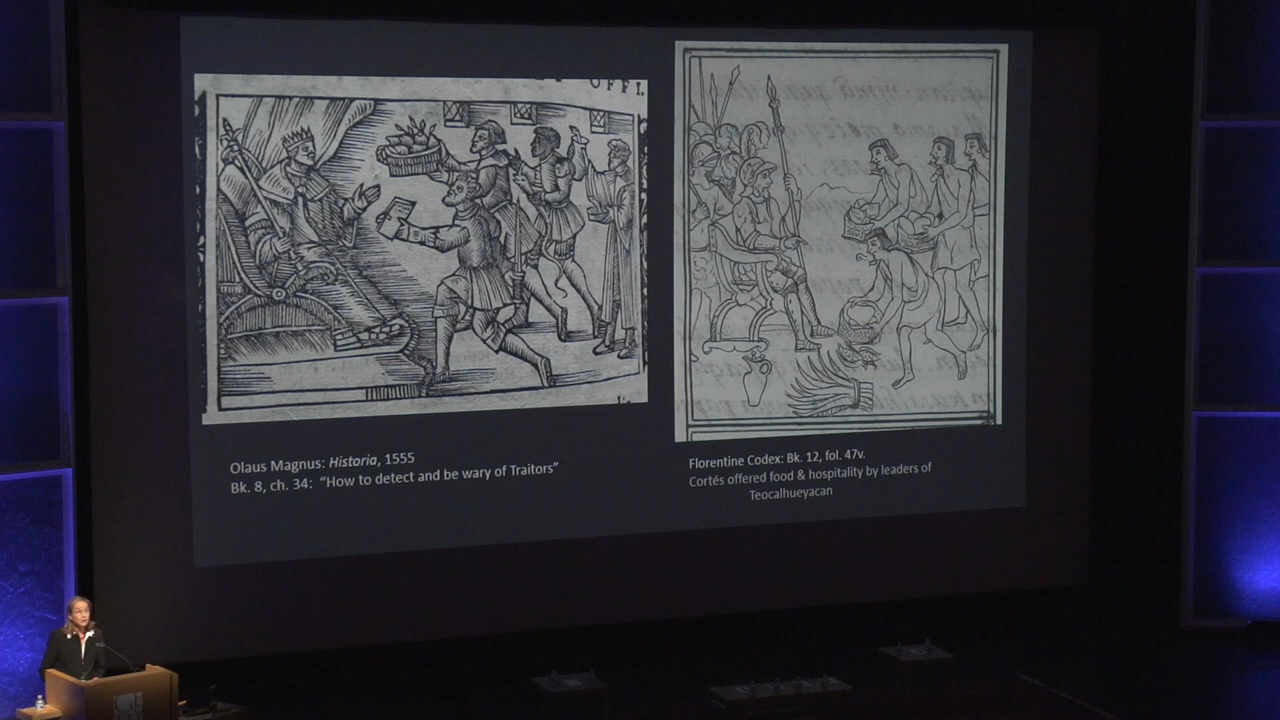 OFFI.
Olaus Magnus: Historia, 1555
Bk. 8, ch. 34: “How to detect and be wary of Traitors”
Florentine Codex: Bk. 12, fol. 47v.
Cortés offered food & hospitality by leaders of
Teocalhueyacan